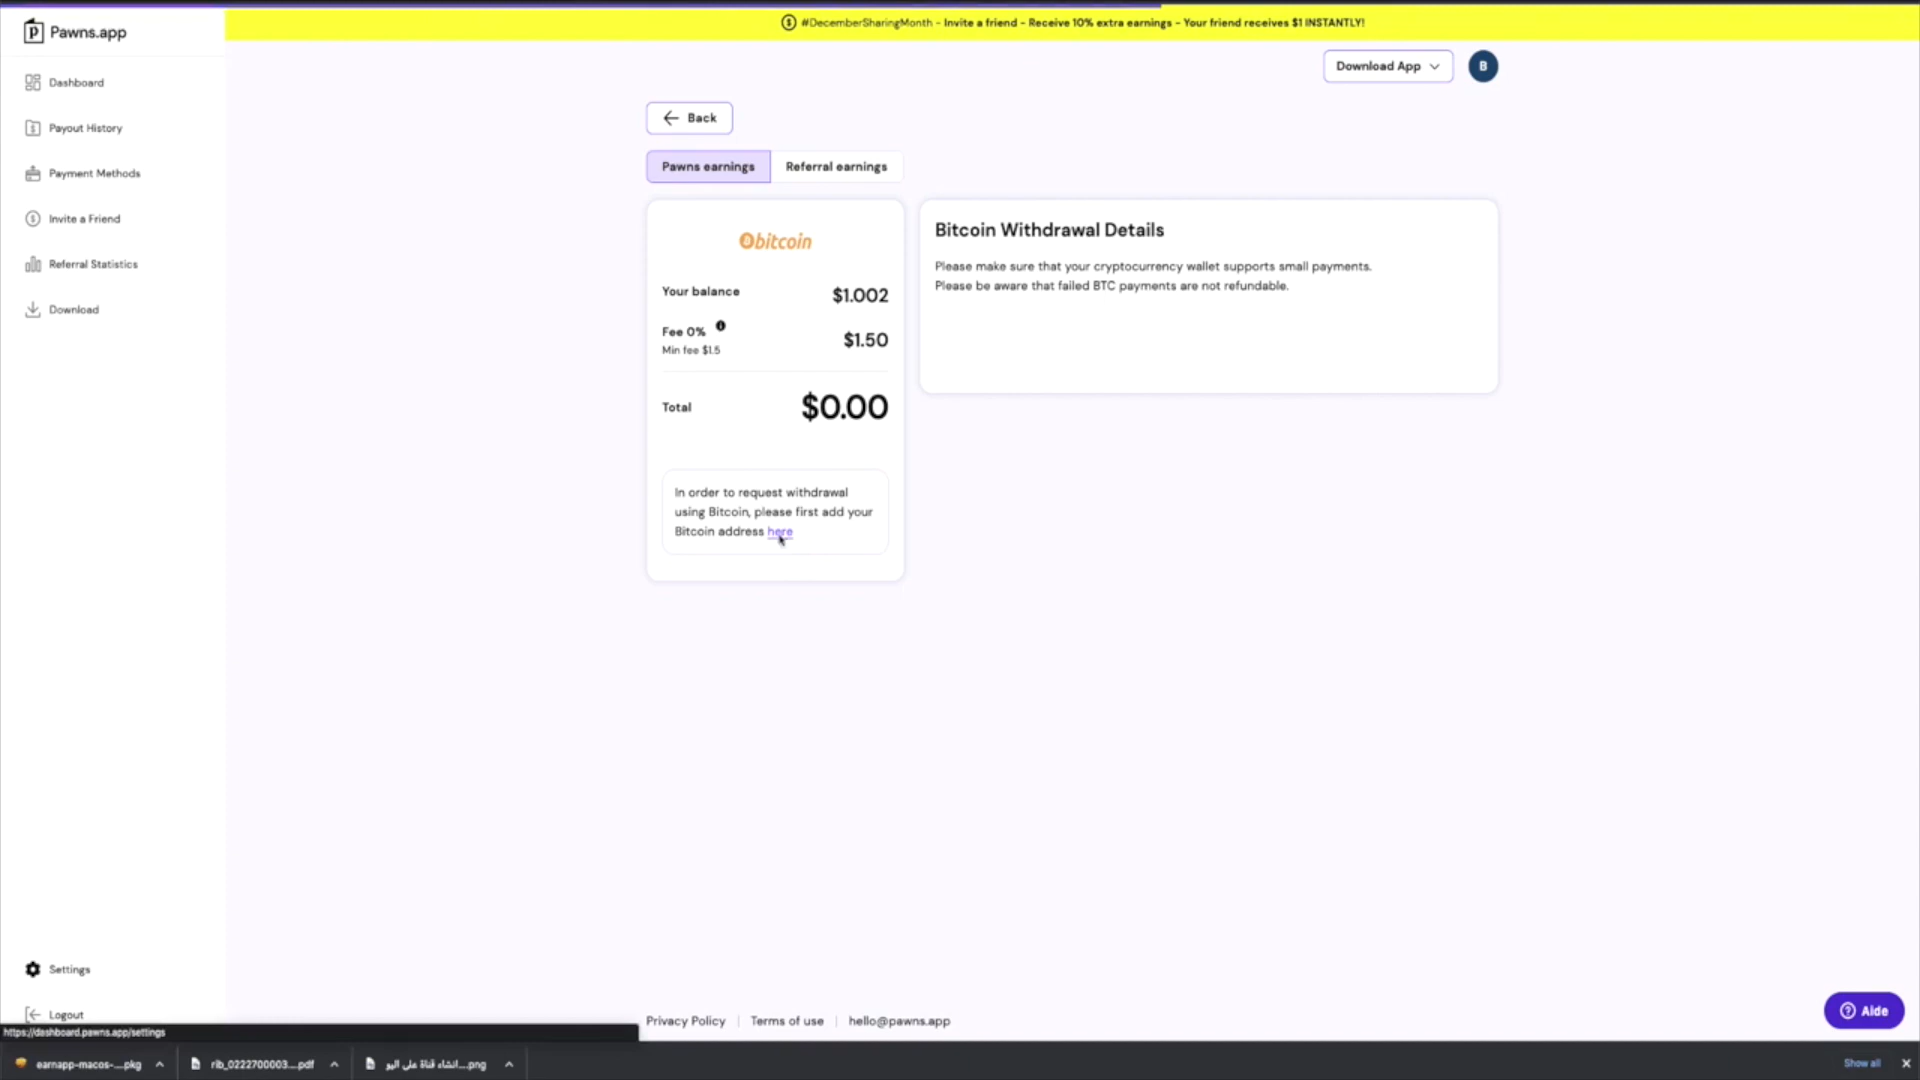 Pawns.app
#DecemberSharingMonth - Invite a friend - Receive 10% extra earnings - Your friend receives $1 INSTANTLY!
Download App
B
Dashboard
Payout History
Payment Methods
Invite a Friend
Referral Statistics
Download
Back
Pawns earnings
Referral earnings
bitcoin
Your balance $1.002
Fee 0% $1.50
Min fee $1.5
Total $0.00
In order to request withdrawal
using Bitcoin, please first add your
Bitcoin address here
Bitcoin Withdrawal Details
Please make sure that your cryptocurrency wallet supports small payments.
Please be aware that failed BTC payments are not refundable.
Settings
Logout
Privacy Policy | Terms of use | hello@pawns.app
Aide
https://dashboard.pawns.app/settings
earnapp-macos-....pkg
rib_0222700003....pdf
انشاء قناة على اليو....png
Show all